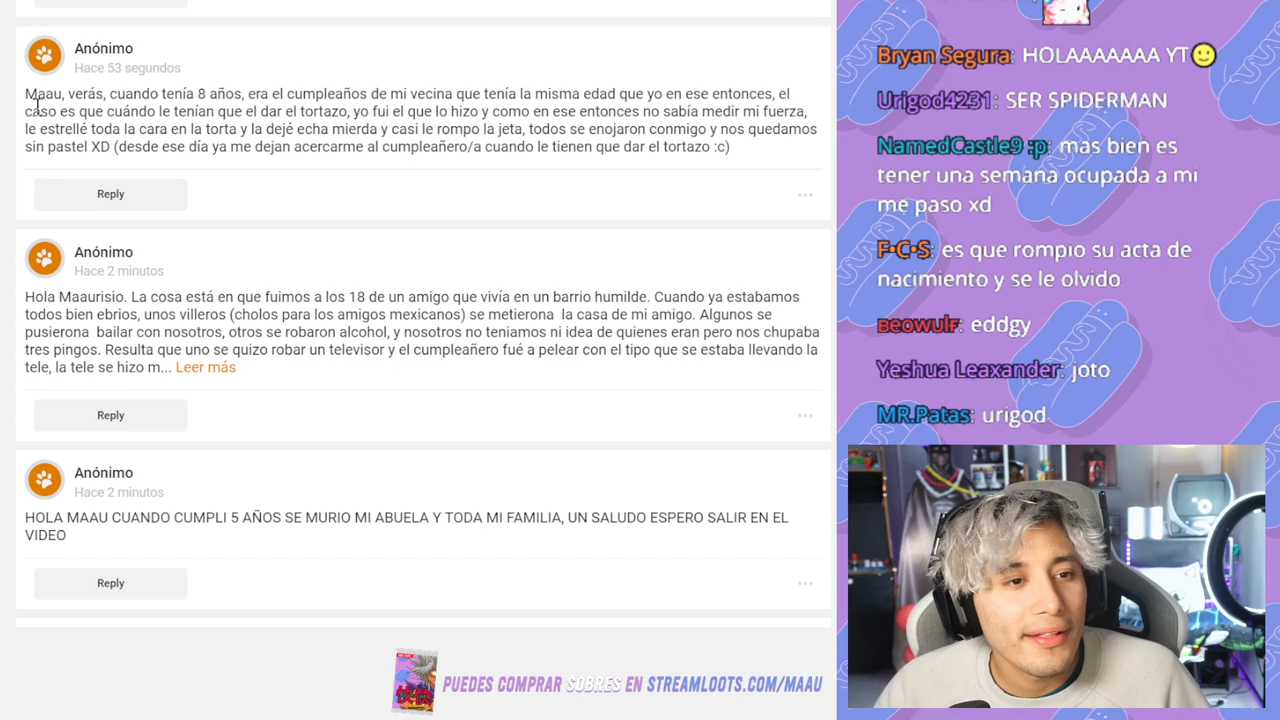 Anónimo
Hace 53 segundos
Maau, verás, cuando tenía 8 años, era el cumpleaños de mi vecina que tenía la misma edad que yo en ese entonces, el
caso es que cuándo le tenían que el dar el tortazo, yo fui el que lo hizo y como en ese entonces no sabía medir mi fuerza,
le estrellé toda la cara en la torta y la dejé echa mierda y casi le rompo la jeta, todos se enojaron conmigo y nos quedamos
sin pastel XD (desde ese día ya me dejan acercarme al cumpleañero/a cuando le tienen que dar el tortazo :c)
Reply
Anónimo
Hace 2 minutos
Hola Maaurisio. La cosa está en que fuimos a los 18 de un amigo que vivía en un barrio humilde. Cuando ya estabamos
todos bien ebrios, unos villeros (cholos para los amigos mexicanos) se metierona  la casa de mi amigo. Algunos se
pusierona  bailar con nosotros, otros se robaron alcohol, y nosotros no teniamos ni idea de quienes eran pero nos chupaba
tres pingos. Resulta que uno se quizo robar un televisor y el cumpleañero fué a pelear con el tipo que se estaba llevando la
tele, la tele se hizo m... Leer más
Reply
Anónimo
Hace 2 minutos
HOLA MAAU CUANDO CUMPLI 5 AÑOS SE MURIO MI ABUELA Y TODA MI FAMILIA, UN SALUDO ESPERO SALIR EN EL
VIDEO
Reply
PUEDES COMPRAR SOBRES EN STREAMLOOTS.COM/MAAU
Bryan Segura: HOLAAAAAAA YT
Urigod4231: SER SPIDERMAN
NamedCastle9 :p: mas bien es
tener una semana ocupada a mi
me paso xd
F•C•S: es que rompio su acta de
nacimiento y se le olvido
Beowulf: eddgy
Yeshua Leaxander: joto
MR.Patas: urigod